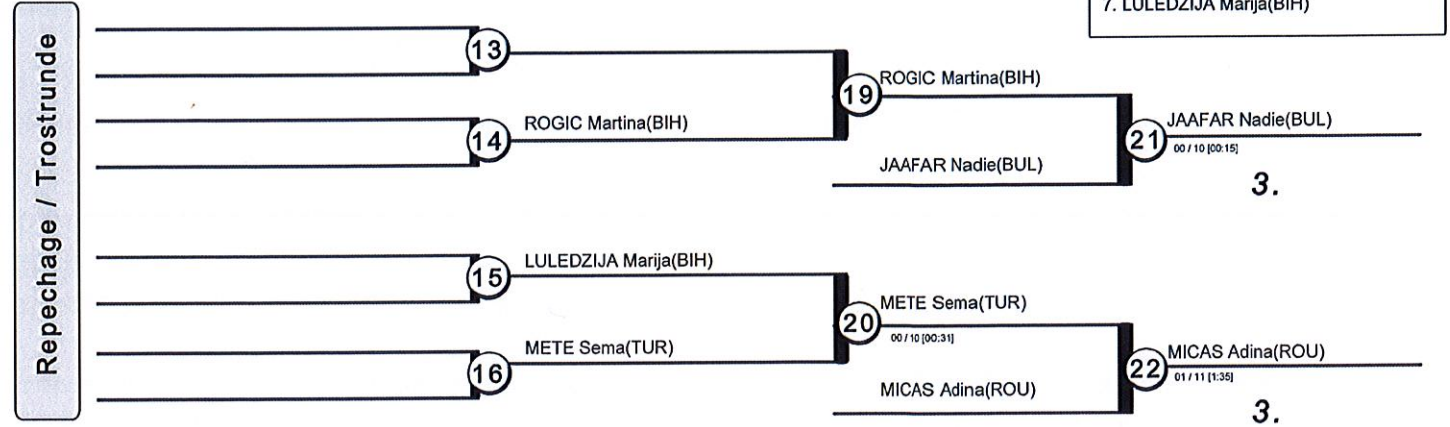 7. LULEDZIJA Marija(BIH)
Repechage / Trostrunde
13
ROGIC Martina(BIH)
19
JAAFAR Nadie(BUL)
21
00 / 10 [00:15]
3.
ROGIC Martina(BIH)
14
JAAFAR Nadie(BUL)
LULEDZIJA Marija(BIH)
15
METE Sema(TUR)
20
00 / 10 [00:31]
METE Sema(TUR)
16
MICAS Adina(ROU)
22
01 / 11 [1:35]
MICAS Adina(ROU)
3.